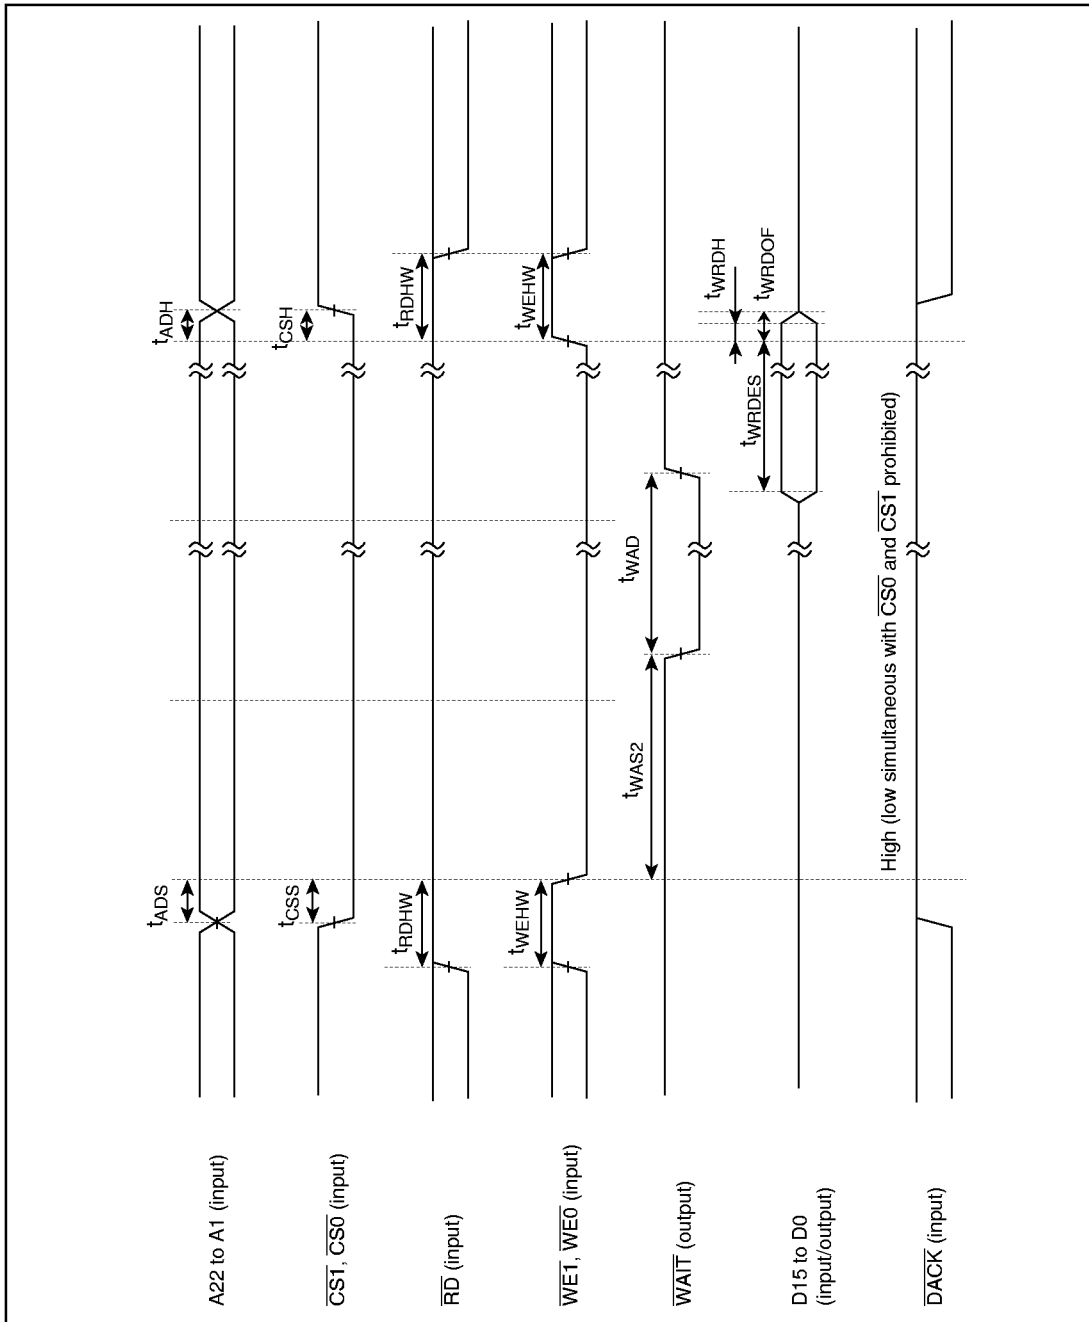 A22 to A1 (input)
tADS
tADH
CS1, CS0 (input)
tCSS
tCSH
RD (input)
tRDHW
tRDHW
WE1, WE0 (input)
tWEHW
tWEHW
WAIT (output)
tWAS2
tWAD
D15 to D0
(input/output)
tWRDES
tWRDH
tWRDOF
DACK (input)
High (low simultaneous with CS0 and CS1 prohibited)